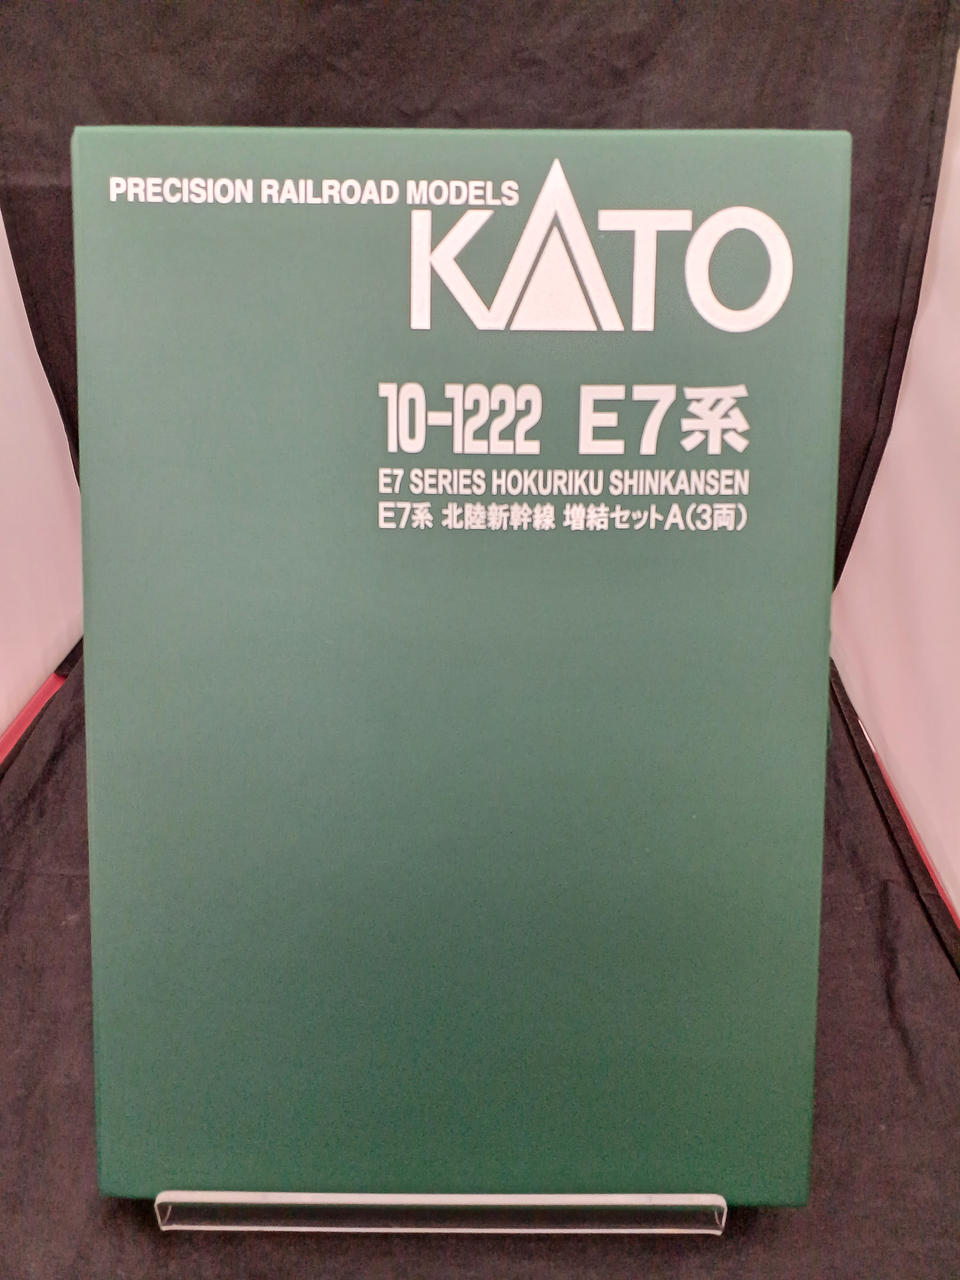 PRECISION RAILROAD MODELS
KATO
10-1222 E7系
E7 SERIES HOKURIKU SHINKANSEN
E7系 北陸新幹線 増結セットA(3両)